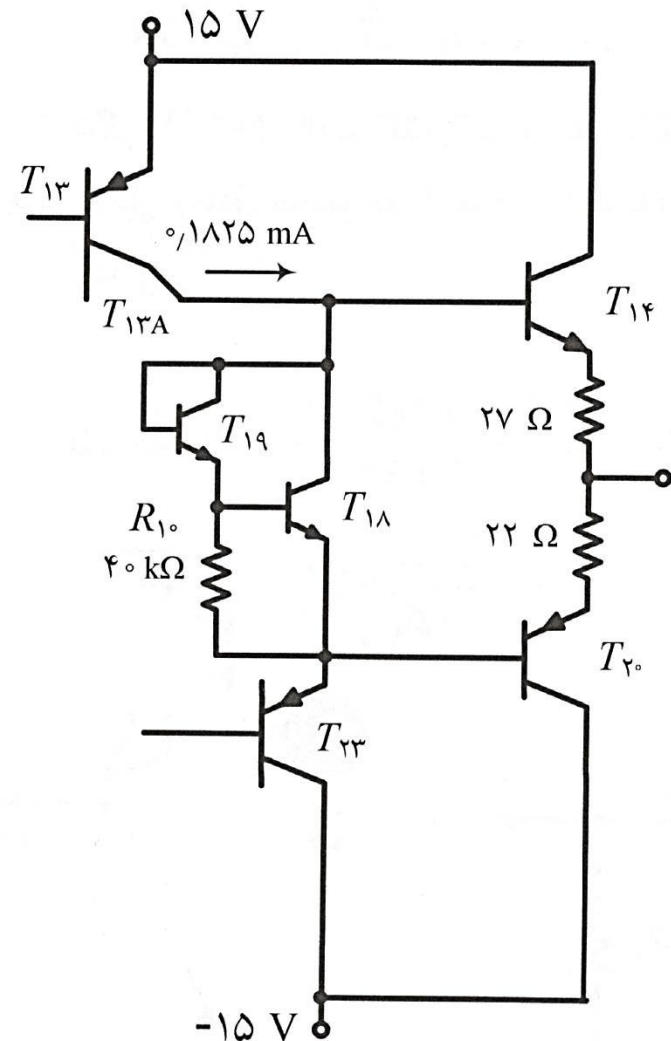 ۱۵ V
T۱۳
۰٫۱۸۲۵ mA
T۱۳A
T۱۴
T۱۹
۲۷ Ω
R۱۰
۴۰ kΩ
T۱۸
۲۲ Ω
T۲۰
T۲۳
-۱۵ V